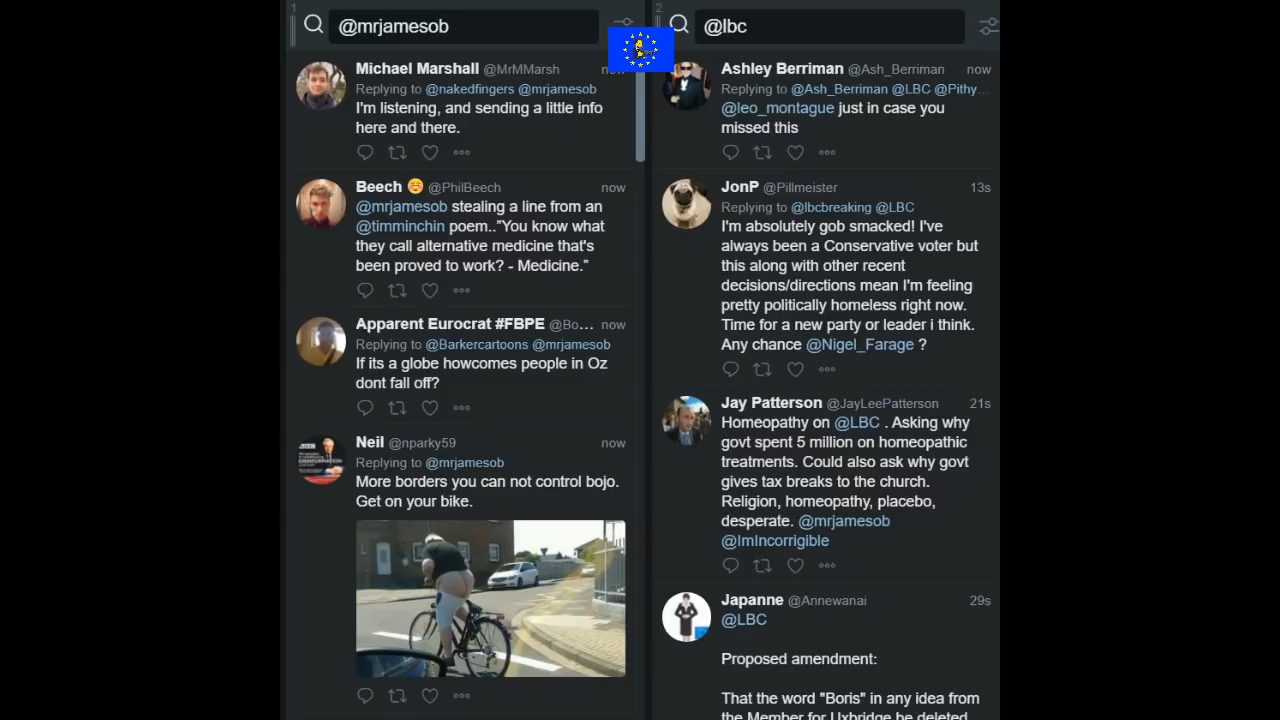 1
@mrjamesob
Michael Marshall @MrMMarsh now
Replying to @nakedfingers @mrjamesob
I'm listening, and sending a little info
here and there.
Beech @PhilBeech now
@mrjamesob stealing a line from an
@timminchin poem.."You know what
they call alternative medicine that's
been proved to work? - Medicine."
Apparent Eurocrat #FBPE @Bo... now
Replying to @Barkercartoons @mrjamesob
If its a globe howcomes people in Oz
dont fall off?
Neil @nparky59 now
Replying to @mrjamesob
More borders you can not control bojo.
Get on your bike.
2
@lbc
Ashley Berriman @Ash_Berriman now
Replying to @Ash_Berriman @LBC @Pithy...
@leo_montague just in case you
missed this
JonP @Pillmeister 13s
Replying to @lbcbreaking @LBC
I'm absolutely gob smacked! I've
always been a Conservative voter but
this along with other recent
decisions/directions mean I'm feeling
pretty politically homeless right now.
Time for a new party or leader i think.
Any chance @Nigel_Farage ?
Jay Patterson @JayLeePatterson 21s
Homeopathy on @LBC . Asking why
govt spent 5 million on homeopathic
treatments. Could also ask why govt
gives tax breaks to the church.
Religion, homeopathy, placebo,
desperate. @mrjamesob
@ImIncorrigible
Japanne @Annewanai 29s
@LBC
Proposed amendment:
That the word "Boris" in any idea from
the Member for Uxbridge be deleted